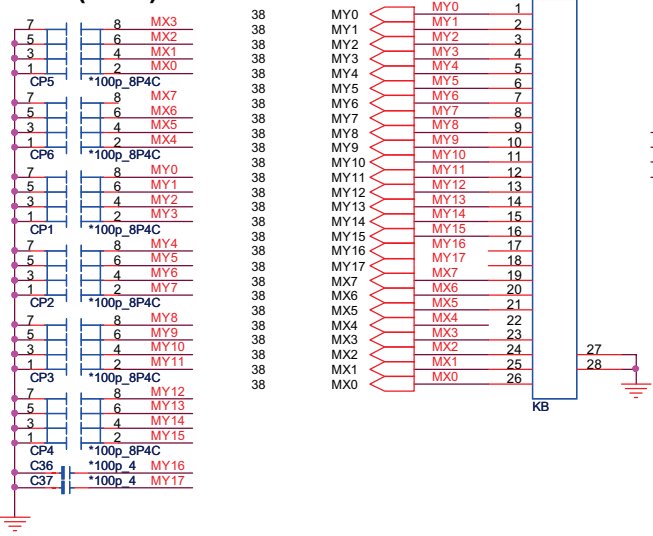 7 8 MX3
5 6 MX2
3 4 MX1
1 2 MX0
CP5 *100p_8P4C
7 8 MX7
5 6 MX6
3 4 MX5
1 2 MX4
CP6 *100p_8P4C
7 8 MY0
5 6 MY1
3 4 MY2
1 2 MY3
CP1 *100p_8P4C
7 8 MY4
5 6 MY5
3 4 MY6
1 2 MY7
CP2 *100p_8P4C
7 8 MY8
5 6 MY9
3 4 MY10
1 2 MY11
CP3 *100p_8P4C
7 8 MY12
5 6 MY13
3 4 MY14
1 2 MY15
CP4 *100p_8P4C
C36 *100p_4 MY16
C37 *100p_4 MY17
38 MY0 MY0 1
38 MY1 MY1 2
38 MY2 MY2 3
38 MY3 MY3 4
38 MY4 MY4 5
38 MY5 MY5 6
38 MY6 MY6 7
38 MY7 MY7 8
38 MY8 MY8 9
38 MY9 MY9 10
38 MY10 MY10 11
38 MY11 MY11 12
38 MY12 MY12 13
38 MY13 MY13 14
38 MY14 MY14 15
38 MY15 MY15 16
38 MY16 MY16 17
38 MY17 MY17 18
38 MX7 MX7 19
38 MX6 MX6 20
38 MX5 MX5 21
38 MX4 MX4 22
38 MX3 MX3 23
38 MX2 MX2 24 27
38 MX1 MX1 25 28
38 MX0 MX0 26
KB